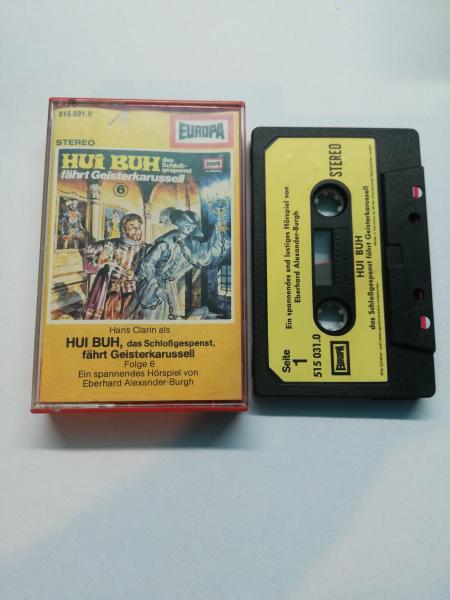 515 031.0
EUROPA
STEREO
HUI BUH
das Schloß-
gespenst
fährt Geisterkarussell
6
Hans Clarin als
HUI BUH, das Schloßgespenst,
fährt Geisterkarussell
Folge 6
Ein spannendes Hörspiel von
Eberhard Alexander-Burgh
STEREO
HUI BUH
das Schloßgespenst fährt Geisterkarussell
Ein spannendes und lustiges Hörspiel von
Eberhard Alexander-Burgh
Seite
1
515 031.0
EUROPA